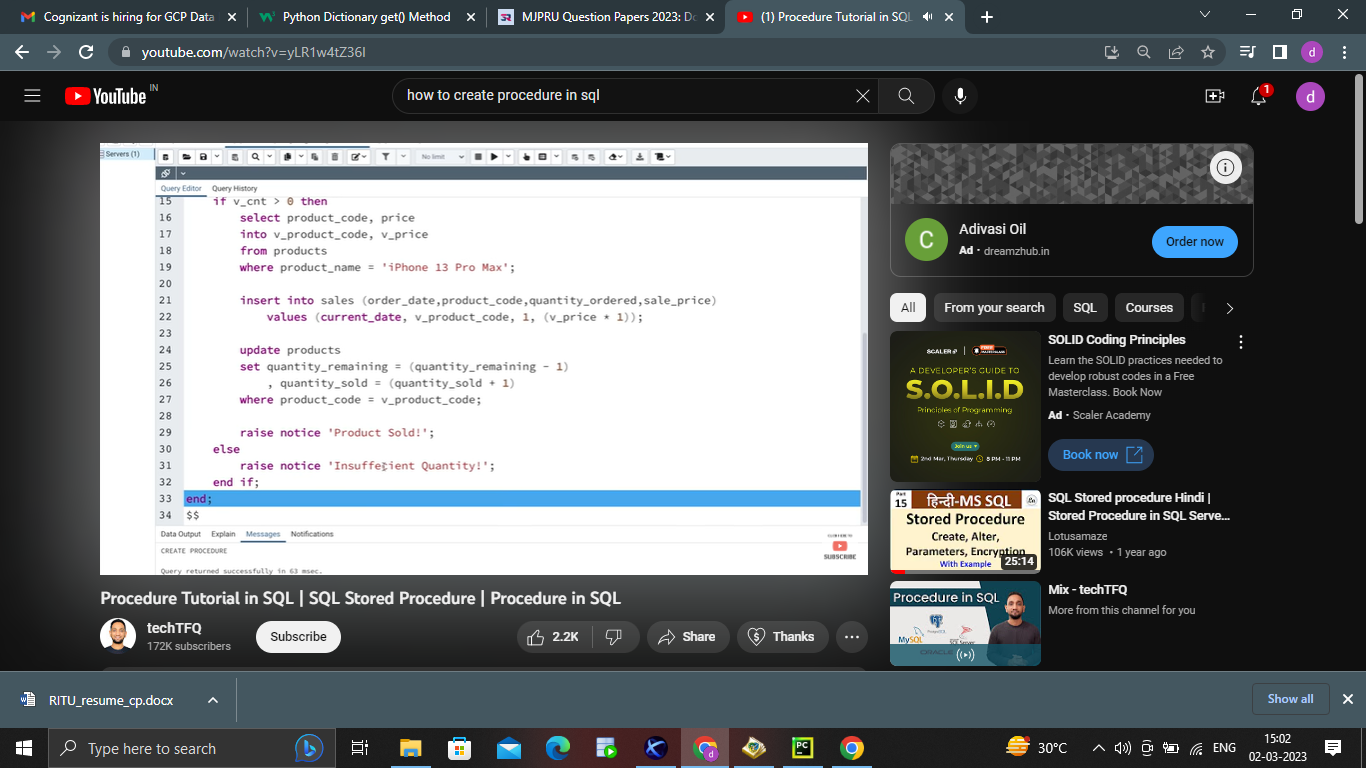 Cognizant is hiring for GCP Data
Python Dictionary get() Method
MJPRU Question Papers 2023: Do
(1) Procedure Tutorial in SQL
youtube.com/watch?v=yLR1w4tZ36I
d
YouTube IN
how to create procedure in sql
1
d
Servers (1)
No limit
Query Editor Query History
15 if v_cnt > 0 then
16 select product_code, price
17 into v_product_code, v_price
18 from products
19 where product_name = 'iPhone 13 Pro Max';
20
21 insert into sales (order_date,product_code,quantity_ordered,sale_price)
22 values (current_date, v_product_code, 1, (v_price * 1));
23
24 update products
25 set quantity_remaining = (quantity_remaining - 1)
26 , quantity_sold = (quantity_sold + 1)
27 where product_code = v_product_code;
28
29 raise notice 'Product Sold!';
30 else
31 raise notice 'Insuffecient Quantity!';
32 end if;
33 end;
34 $$
Data Output Explain Messages Notifications
CREATE PROCEDURE
Query returned successfully in 63 msec.
SUBSCRIBE
Procedure Tutorial in SQL | SQL Stored Procedure | Procedure in SQL
techTFQ
172K subscribers
Subscribe
2.2K
Share
Thanks
C
Adivasi Oil
Ad · dreamzhub.in
Order now
All From your search SQL Courses
SCALER
A DEVELOPER'S GUIDE TO
S.O.L.I.D
Principles of Programming
Join us
2nd Mar, Thursday 8 PM - 11 PM
SOLID Coding Principles
Learn the SOLID practices needed to
develop robust codes in a Free
Masterclass. Book Now
Ad · Scaler Academy
Book now
Part
15
हिन्दी-MS SQL
Stored Procedure
Create, Alter,
Parameters, Encryption
With Example
25:14
SQL Stored procedure Hindi |
Stored Procedure in SQL Serve...
Lotusamaze
106K views · 1 year ago
Procedure in SQL
MySQL
ORACLE
Mix - techTFQ
More from this channel for you
RITU_resume_cp.docx
Show all
Type here to search
PC
30°C
ENG
15:02
02-03-2023